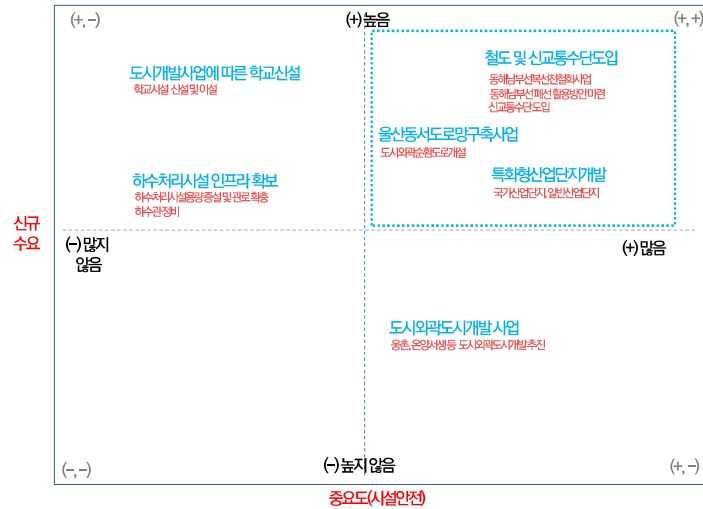 (+, -)
(+) 높음
(+, +)
도시개발사업에 따른 학교신설
학교시설 신설 및 이설
철도 및 신교통수단도입
동해남부선복선전철화사업
동해남부선 폐선 활용방안 마련
신교통수단 도입
울산동서도로망구축사업
도시외곽순환도로개설
하수처리시설 인프라 확보
하수처리시설용량증설 및 관로 확충
하수관 정비
특화형산업단지개발
국가산업단지, 일반산업단지
신규
수요
(-) 많지
않음
(+) 많음
도시외곽도시개발 사업
웅촌, 온양서생 등 도시외곽도시개발 추진
(-, -)
(-) 높지 않음
(+, -)
중요도(시설안전)